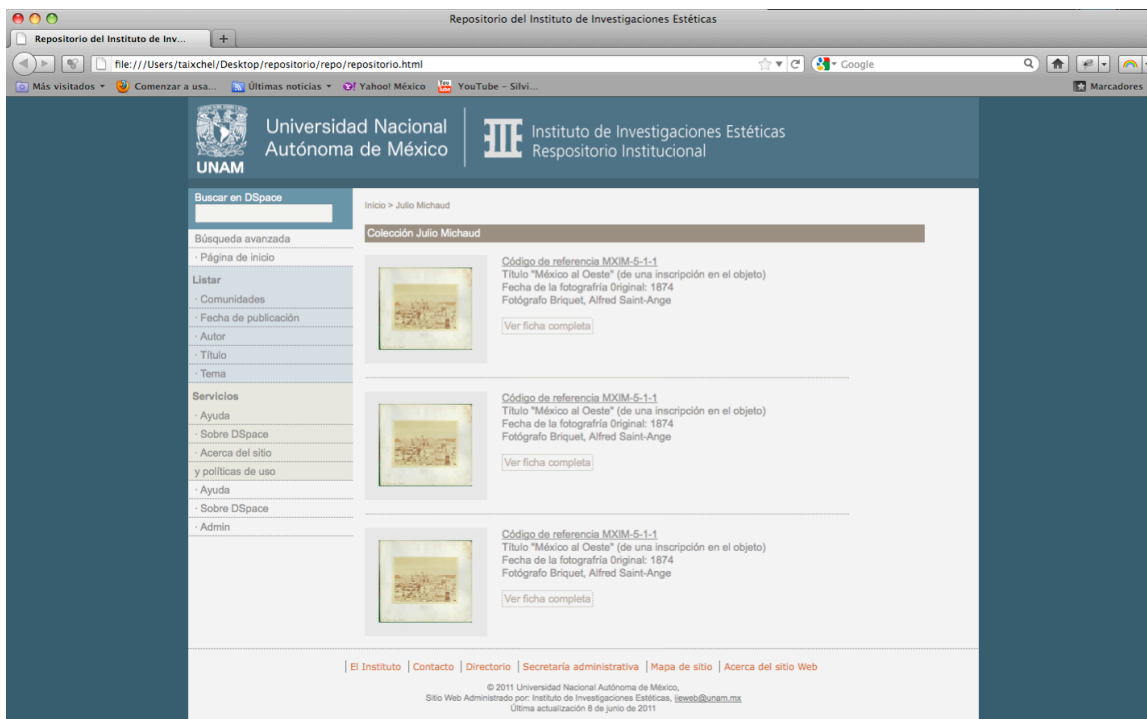 Repositorio del Instituto de Investigaciones Estéticas
Repositorio del Instituto de Inv...
file:///Users/taixchel/Desktop/repositorio/repo/repositorio.html
Google
Más visitados
Comenzar a usa...
Últimas noticias
Yahoo! México
YouTube – Silvi...
Marcadores
UNAM
Universidad Nacional
Autónoma de México
Instituto de Investigaciones Estéticas
Respositorio Institucional
Buscar en DSpace
Búsqueda avanzada
· Página de inicio
Listar
· Comunidades
· Fecha de publicación
· Autor
· Título
· Tema
Servicios
· Ayuda
· Sobre DSpace
· Acerca del sitio
y políticas de uso
· Ayuda
· Sobre DSpace
· Admin
Inicio > Julio Michaud
Colección Julio Michaud
Código de referencia MXIM-5-1-1
Título "México al Oeste" (de una inscripción en el objeto)
Fecha de la fotografría 0riginal: 1874
Fotógrafo Briquet, Alfred Saint-Ange
Ver ficha completa
Código de referencia MXIM-5-1-1
Título "México al Oeste" (de una inscripción en el objeto)
Fecha de la fotografría 0riginal: 1874
Fotógrafo Briquet, Alfred Saint-Ange
Ver ficha completa
Código de referencia MXIM-5-1-1
Título "México al Oeste" (de una inscripción en el objeto)
Fecha de la fotografría 0riginal: 1874
Fotógrafo Briquet, Alfred Saint-Ange
Ver ficha completa
El Instituto | Contacto | Directorio | Secretaría administrativa | Mapa de sitio | Acerca del sitio Web
© 2011 Universidad Nacional Autónoma de México,
Sitio Web Administrado por: Instituto de Investigaciones Estéticas, iieweb@unam.mx
Última actualización 8 de junio de 2011